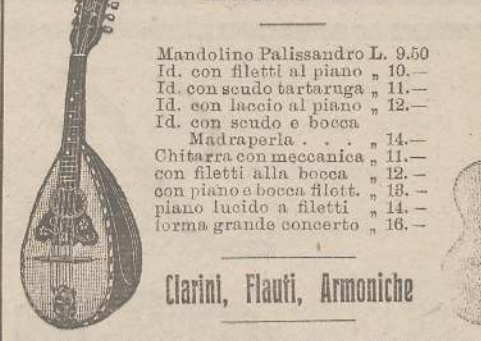 Mandolino Palissandro L. 9.50
Id. con filetti al piano „ 10.—
Id. con scudo tartaruga „ 11.—
Id. con laccio al piano „ 12.—
Id. con scudo e bocca
Madraperla . . . „ 14.—
Chitarra con meccanica „ 11.—
con filetti alla bocca „ 12.—
con piano e bocca filett. „ 13.—
piano lucido a filetti „ 14.—
forma grande concerto „ 16.—
Clarini, Flauti, Armoniche